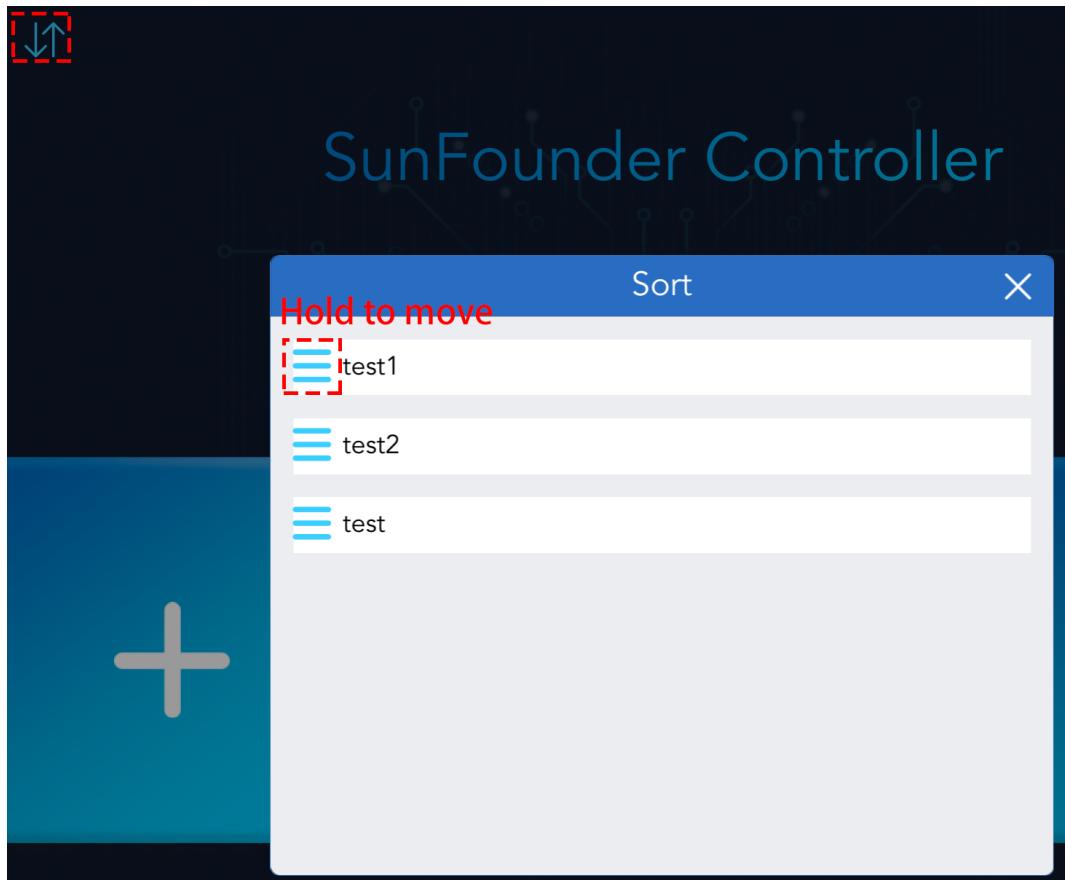 SunFounder Controller
Sort
Hold to move
test1
test2
test